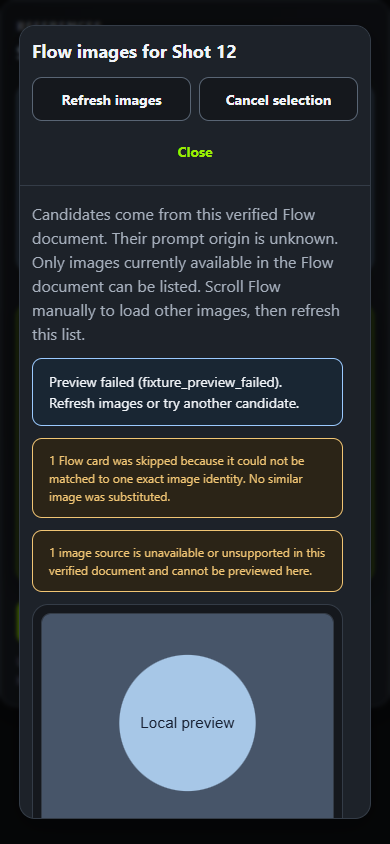 Flow images for Shot 12
Refresh images
Cancel selection
Close
Candidates come from this verified Flow
document. Their prompt origin is unknown.
Only images currently available in the Flow
document can be listed. Scroll Flow
manually to load other images, then refresh
this list.
Preview failed (fixture_preview_failed).
Refresh images or try another candidate.
1 Flow card was skipped because it could not be
matched to one exact image identity. No similar
image was substituted.
1 image source is unavailable or unsupported in this
verified document and cannot be previewed here.
Local preview